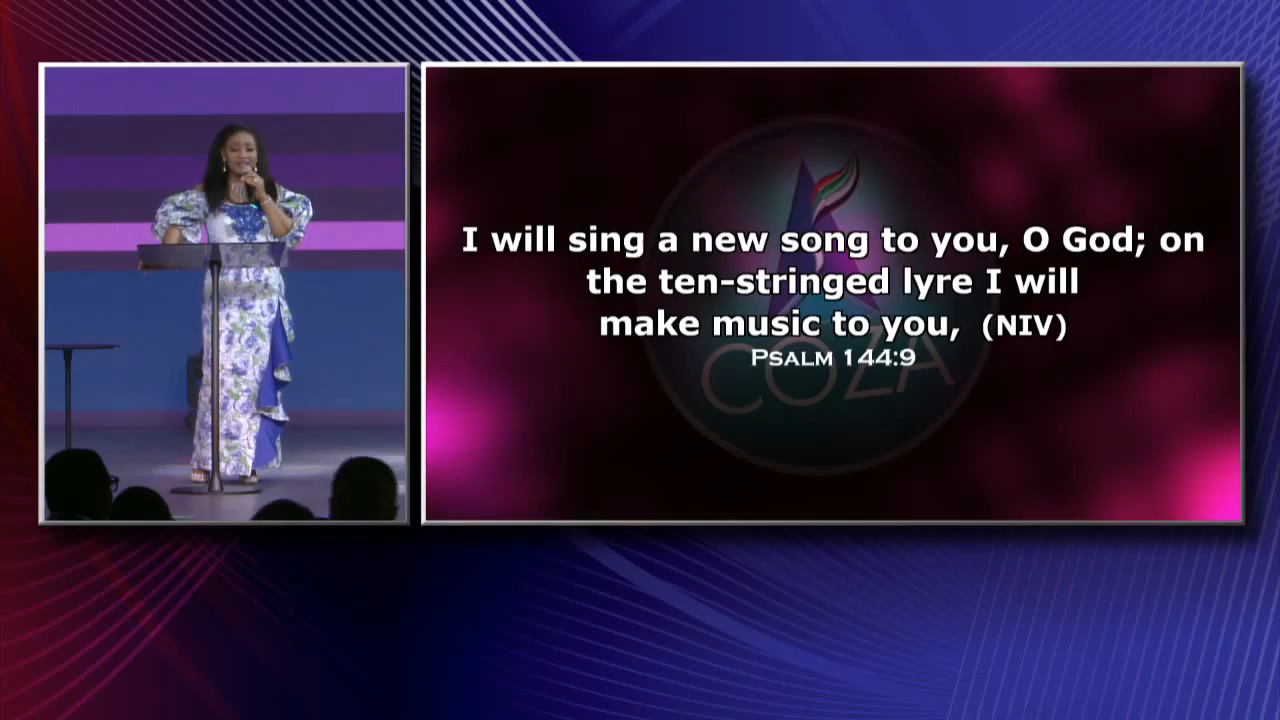 I will sing a new song to you, O God; on
the ten-stringed lyre I will
make music to you, (NIV)
Psalm 144:9
COZA